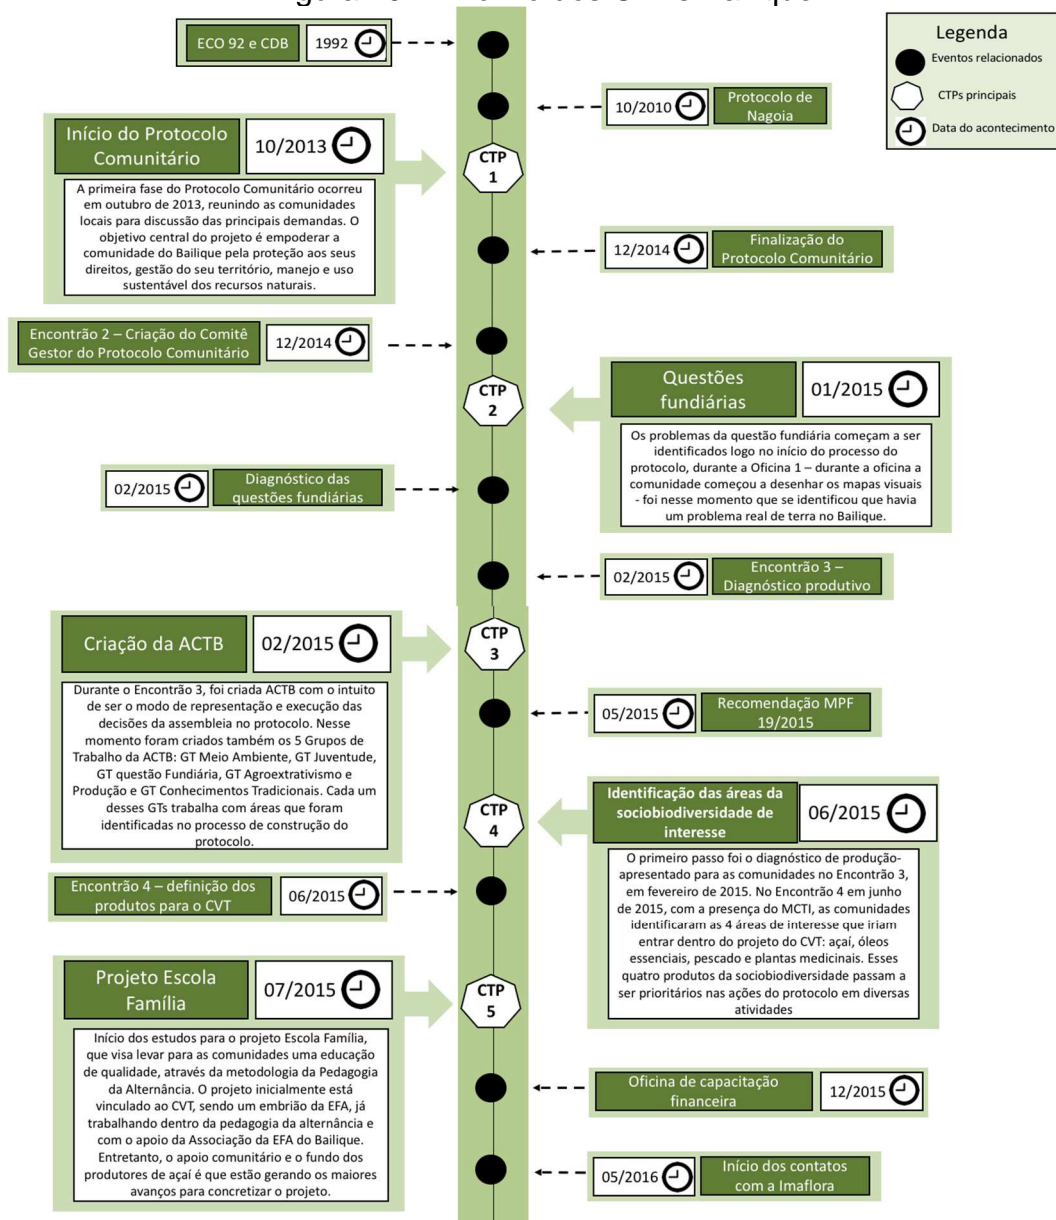 ECO 92 e CDB
1992
Legenda
Eventos relacionados
CTPs principais
Data do acontecimento
10/2010
Protocolo de
Nagoia
Início do Protocolo
Comunitário
10/2013
CTP
1
A primeira fase do Protocolo Comunitário ocorreu
em outubro de 2013, reunindo as comunidades
locais para discussão das principais demandas. O
objetivo central do projeto é empoderar a
comunidade do Bailique pela proteção aos seus
direitos, gestão do seu território, manejo e uso
sustentável dos recursos naturais.
12/2014
Finalização do
Protocolo Comunitário
Encontrão 2 – Criação do Comitê
Gestor do Protocolo Comunitário
12/2014
CTP
2
Questões
fundiárias
01/2015
Os problemas da questão fundiária começam a ser
identificados logo no início do processo do
protocolo, durante a Oficina 1 – durante a oficina a
comunidade começou a desenhar os mapas visuais
- foi nesse momento que se identificou que havia
um problema real de terra no Bailique.
02/2015
Diagnóstico das
questões fundiárias
02/2015
Encontrão 3 –
Diagnóstico produtivo
Criação da ACTB
02/2015
CTP
3
Durante o Encontrão 3, foi criada ACTB com o intuito
de ser o modo de representação e execução das
decisões da assembleia no protocolo. Nesse
momento foram criados também os 5 Grupos de
Trabalho da ACTB: GT Meio Ambiente, GT Juventude,
GT questão Fundiária, GT Agroextrativismo e
Produção e GT Conhecimentos Tradicionais. Cada um
desses GTs trabalha com áreas que foram
identificadas no processo de construção do
protocolo.
05/2015
Recomendação MPF
19/2015
CTP
4
Identificação das áreas da
sociobiodiversidade de
interesse
06/2015
O primeiro passo foi o diagnóstico de produção-
apresentado para as comunidades no Encontrão 3,
em fevereiro de 2015. No Encontrão 4 em junho
de 2015, com a presença do MCTI, as comunidades
identificaram as 4 áreas de interesse que iriam
entrar dentro do projeto do CVT: açaí, óleos
essenciais, pescado e plantas medicinais. Esses
quatro produtos da sociobiodiversidade passam a
ser prioritários nas ações do protocolo em diversas
atividades
Encontrão 4 – definição dos
produtos para o CVT
06/2015
Projeto Escola
Família
07/2015
CTP
5
Início dos estudos para o projeto Escola Família,
que visa levar para as comunidades uma educação
de qualidade, através da metodologia da Pedagogia
da Alternância. O projeto inicialmente está
vinculado ao CVT, sendo um embrião da EFA, já
trabalhando dentro da pedagogia da alternância e
com o apoio da Associação da EFA do Bailique.
Entretanto, o apoio comunitário e o fundo dos
produtores de açaí é que estão gerando os maiores
avanços para concretizar o projeto.
Oficina de capacitação
financeira
12/2015
05/2016
Início dos contatos
com a Imaflora